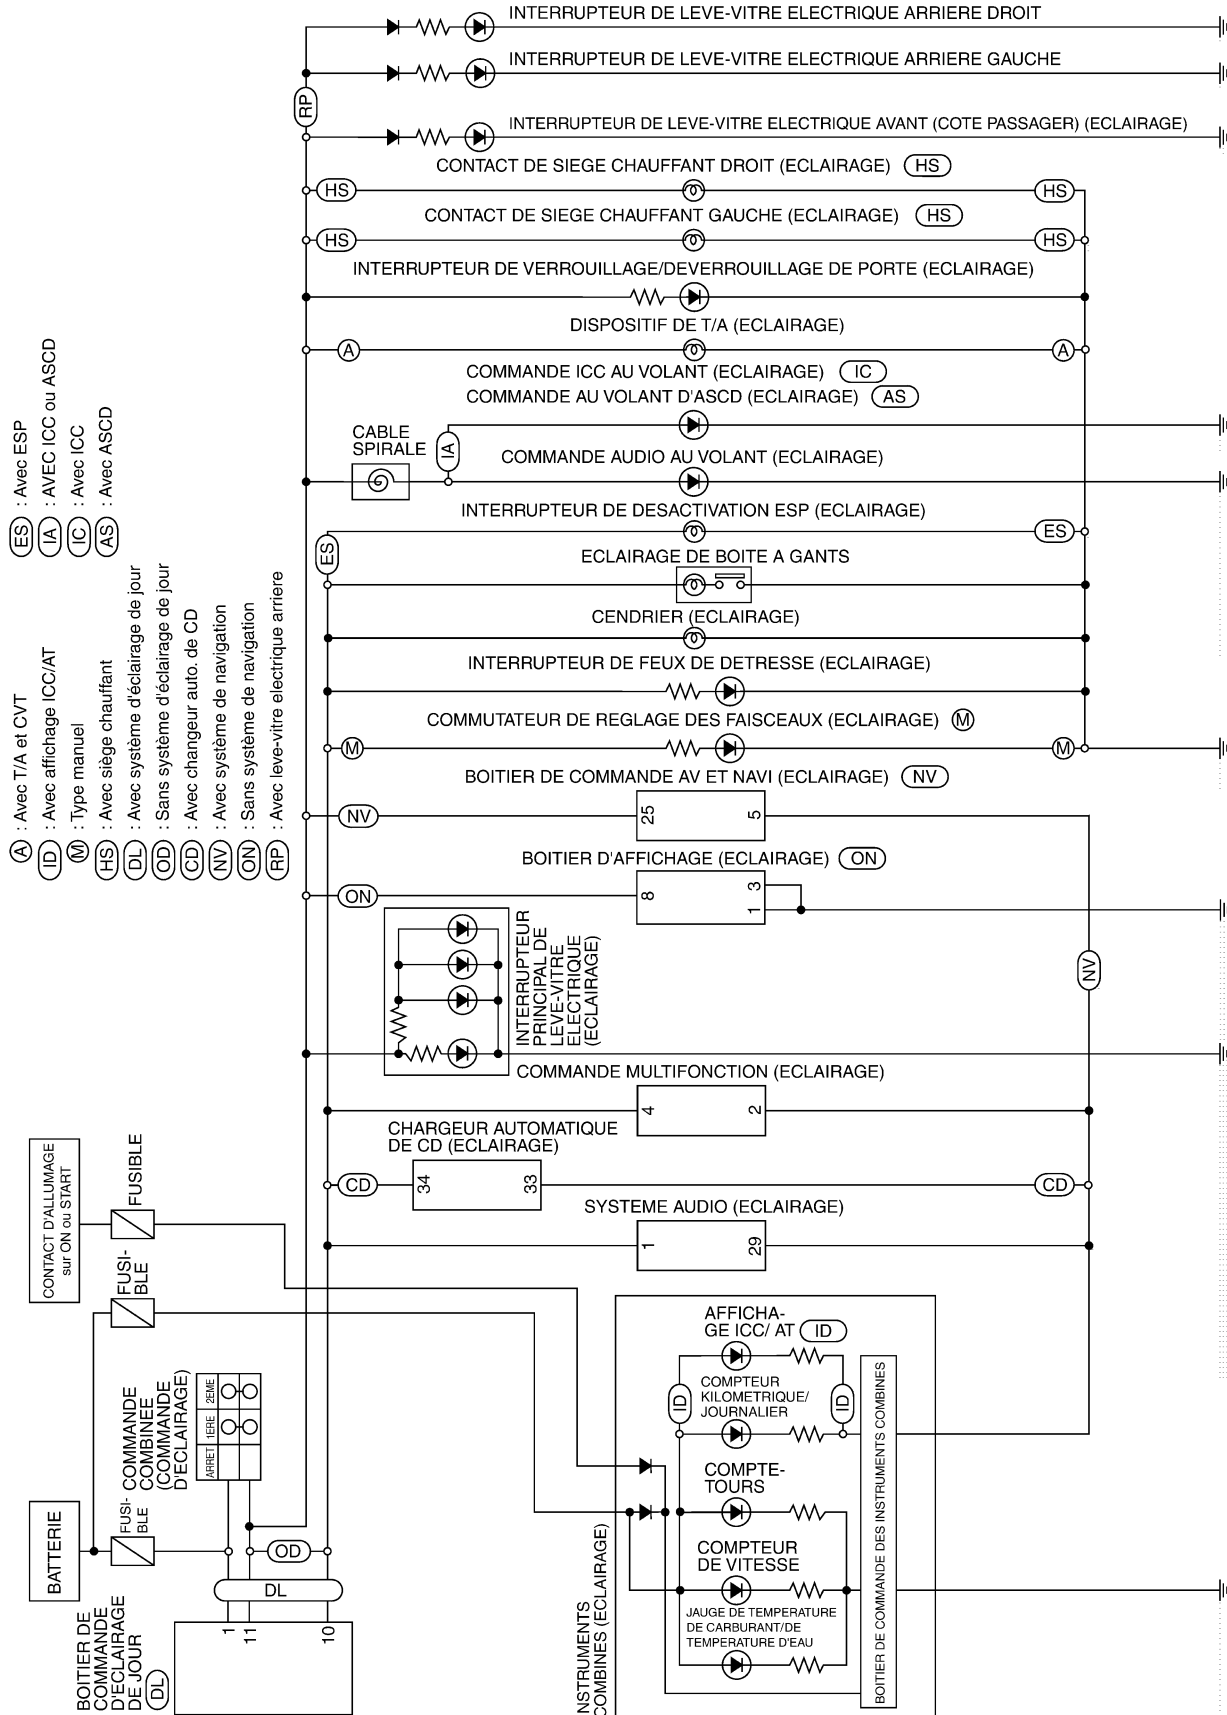 INTERRUPTEUR DE LEVE-VITRE ELECTRIQUE ARRIERE DROIT
INTERRUPTEUR DE LEVE-VITRE ELECTRIQUE ARRIERE GAUCHE
RP
INTERRUPTEUR DE LEVE-VITRE ELECTRIQUE AVANT (COTE PASSAGER) (ECLAIRAGE)
CONTACT DE SIEGE CHAUFFANT DROIT (ECLAIRAGE) HS
HS HS
CONTACT DE SIEGE CHAUFFANT GAUCHE (ECLAIRAGE) HS
HS HS
INTERRUPTEUR DE VERROUILLAGE/DEVERROUILLAGE DE PORTE (ECLAIRAGE)
DISPOSITIF DE T/A (ECLAIRAGE)
A A
COMMANDE ICC AU VOLANT (ECLAIRAGE) IC
COMMANDE AU VOLANT D'ASCD (ECLAIRAGE) AS
CABLE
SPIRALE
IA
COMMANDE AUDIO AU VOLANT (ECLAIRAGE)
INTERRUPTEUR DE DESACTIVATION ESP (ECLAIRAGE)
ES ES
ECLAIRAGE DE BOITE A GANTS
CENDRIER (ECLAIRAGE)
INTERRUPTEUR DE FEUX DE DETRESSE (ECLAIRAGE)
COMMUTATEUR DE REGLAGE DES FAISCEAUX (ECLAIRAGE) M
M M
BOITIER DE COMMANDE AV ET NAVI (ECLAIRAGE) NV
NV 25 5
BOITIER D'AFFICHAGE (ECLAIRAGE) ON
ON 8 3
1
NV
INTERRUPTEUR
PRINCIPAL DE
LEVE-VITRE
ELECTRIQUE
(ECLAIRAGE)
COMMANDE MULTIFONCTION (ECLAIRAGE)
4 2
CHARGEUR AUTOMATIQUE
DE CD (ECLAIRAGE)
CD 34 33 CD
SYSTEME AUDIO (ECLAIRAGE)
1 29
A : Avec T/A et CVT
ID : Avec affichage ICC/AT
M : Type manuel
HS : Avec siège chauffant
DL : Avec système d'éclairage de jour
OD : Sans système d'éclairage de jour
CD : Avec changeur auto. de CD
NV : Avec système de navigation
ON : Sans système de navigation
RP : Avec leve-vitre electrique arriere
ES : Avec ESP
IA : AVEC ICC ou ASCD
IC : Avec ICC
AS : Avec ASCD
CONTACT D'ALLUMAGE
sur ON ou START
FUSIBLE
FUSI-
BLE
COMMANDE
COMBINEE
(COMMANDE
D'ECLAIRAGE)
ARRET 1ERE 2EME
BATTERIE
FUSI-
BLE
OD
DL
1 11 10
BOITIER DE
COMMANDE
D'ECLAIRAGE
DE JOUR
DL
NSTRUMENTS
COMBINES (ECLAIRAGE)
AFFICHA-
GE ICC/ AT ID
ID ID
COMPTEUR
KILOMETRIQUE/
JOURNALIER
COMPTE-
TOURS
COMPTEUR
DE VITESSE
JAUGE DE TEMPERATURE
DE CARBURANT/DE
TEMPERATURE D'EAU
BOITIER DE COMMANDE DES INSTRUMENTS COMBINES